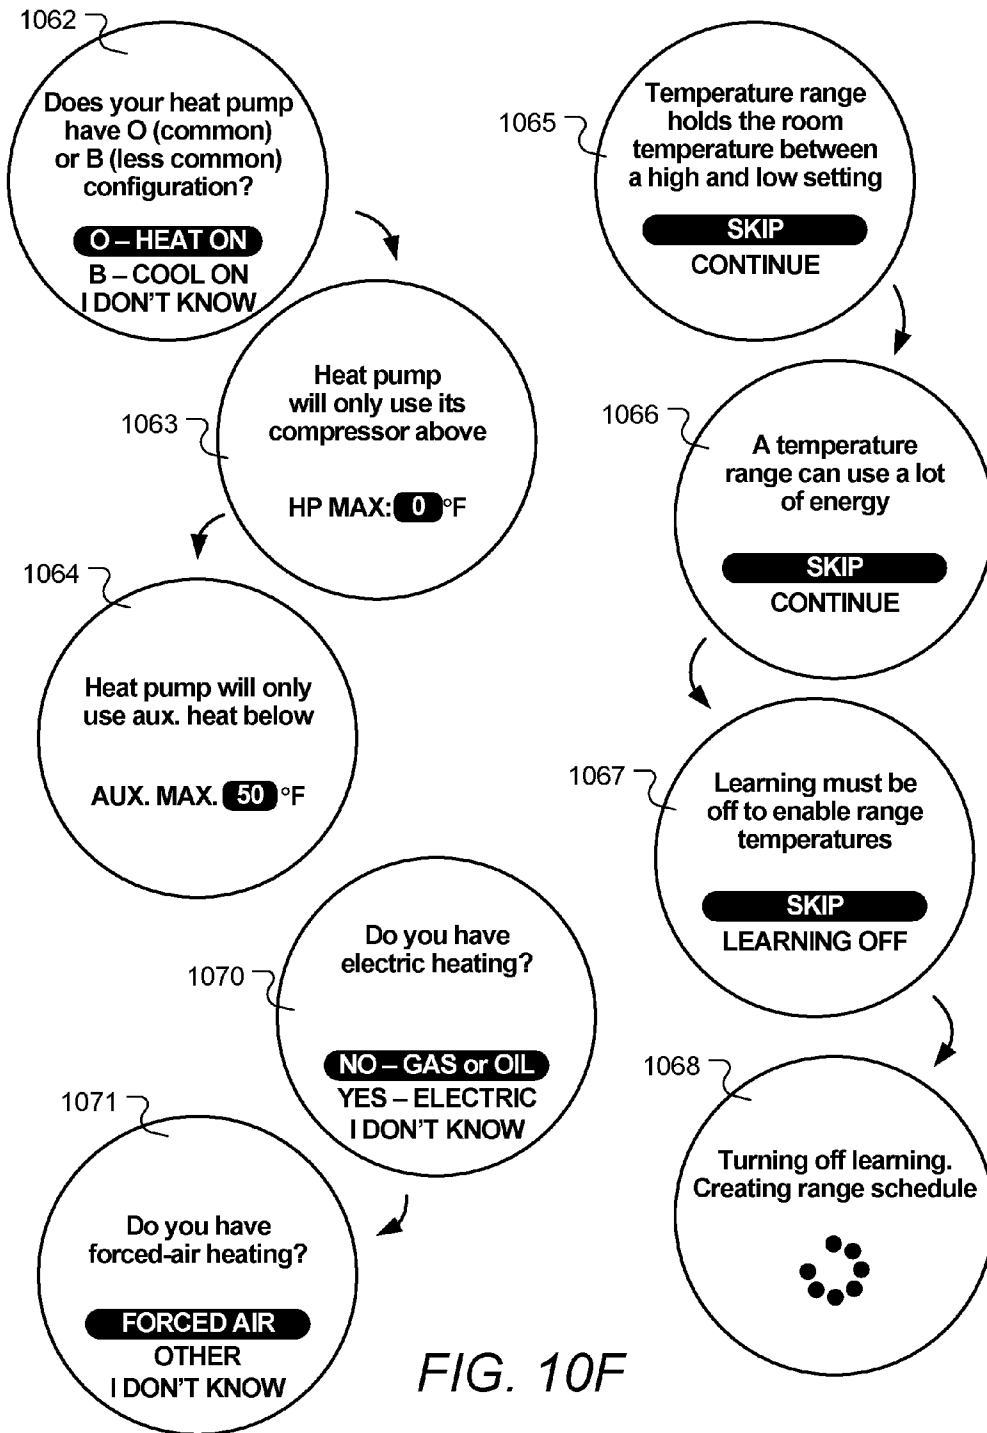 1062
Does your heat pump
have O (common)
or B (less common)
configuration?
O – HEAT ON
B – COOL ON
I DON'T KNOW
1063
Heat pump
will only use its
compressor above
HP MAX: 0 °F
1064
Heat pump will only
use aux. heat below
AUX. MAX. 50 °F
1070
Do you have
electric heating?
NO – GAS or OIL
YES – ELECTRIC
I DON'T KNOW
1071
Do you have
forced-air heating?
FORCED AIR
OTHER
I DON'T KNOW
1065
Temperature range
holds the room
temperature between
a high and low setting
SKIP
CONTINUE
1066
A temperature
range can use a lot
of energy
SKIP
CONTINUE
1067
Learning must be
off to enable range
temperatures
SKIP
LEARNING OFF
1068
Turning off learning.
Creating range schedule
FIG. 10F